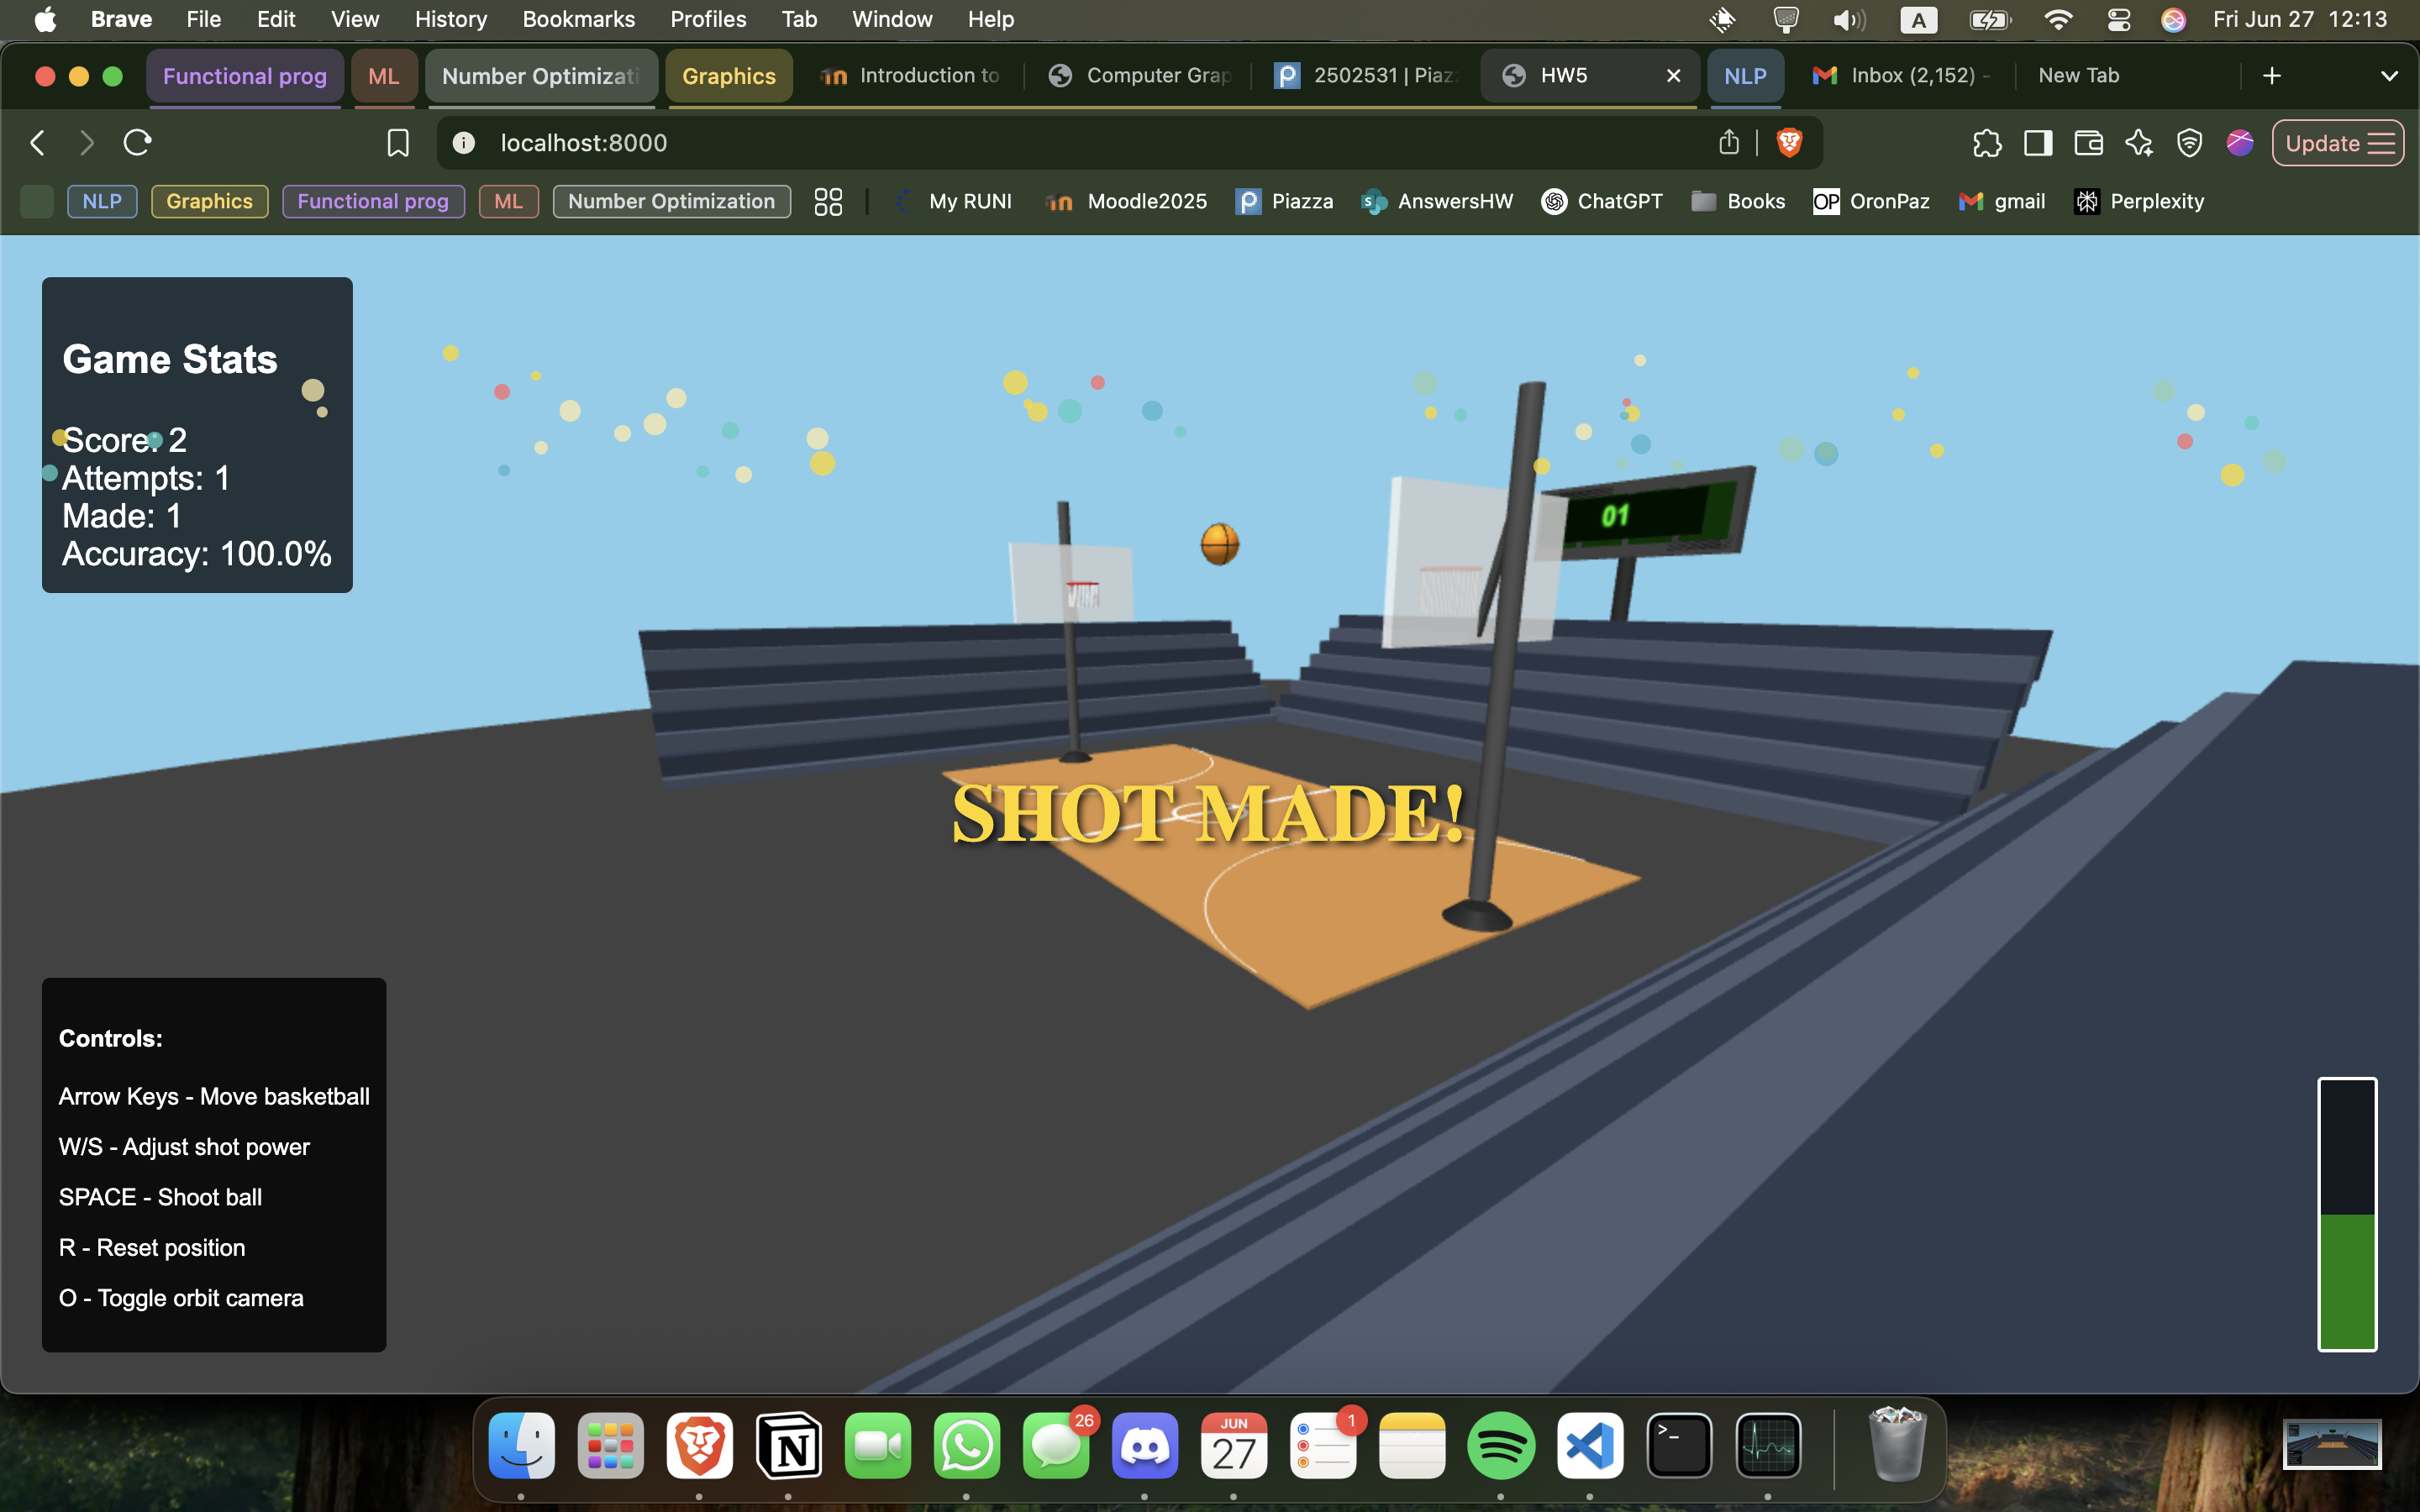 Brave File Edit View History Bookmarks Profiles Tab Window Help A Fri Jun 27 12:13
Functional prog ML Number Optimizati Graphics Introduction to Computer Grap 2502531 | Piaz HW5 NLP Inbox (2,152) - New Tab
localhost:8000 Update
NLP Graphics Functional prog ML Number Optimization My RUNI Moodle2025 Piazza AnswersHW ChatGPT Books OP OronPaz gmail Perplexity
Game Stats
Score: 2
Attempts: 1
Made: 1
Accuracy: 100.0%
01
SHOT MADE!
Controls:
Arrow Keys - Move basketball
W/S - Adjust shot power
SPACE - Shoot ball
R - Reset position
O - Toggle orbit camera
26
JUN
27
1